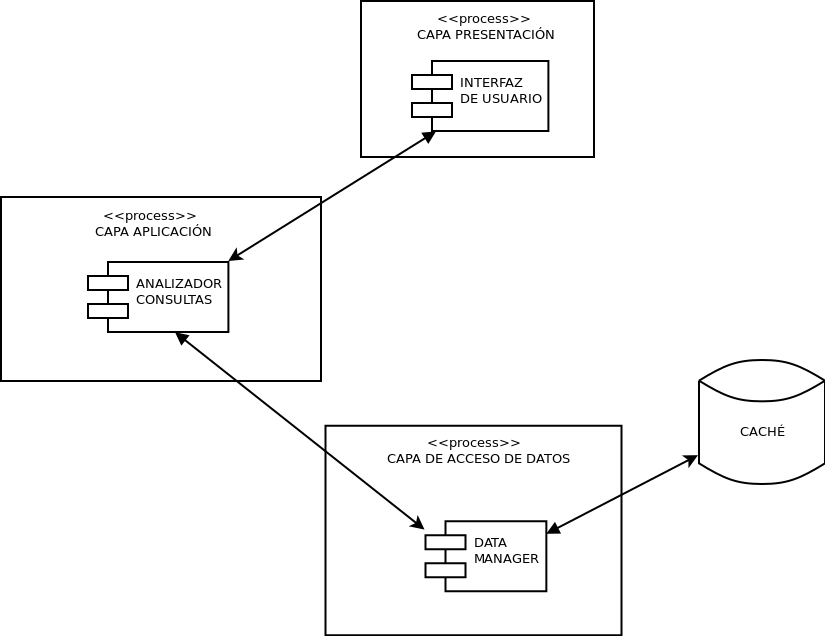 <<process>>
CAPA PRESENTACIÓN
INTERFAZ
DE USUARIO
<<process>>
CAPA APLICACIÓN
ANALIZADOR
CONSULTAS
<<process>>
CAPA DE ACCESO DE DATOS
DATA
MANAGER
CACHÉ